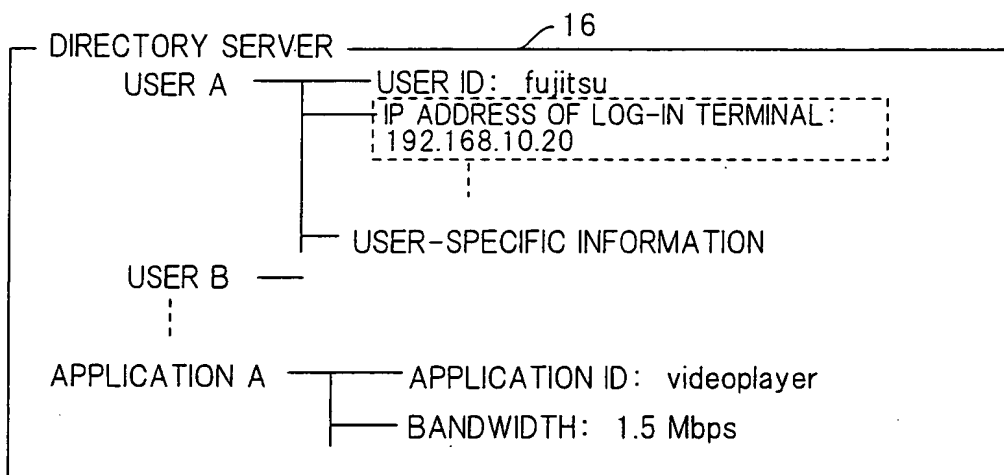 16
DIRECTORY SERVER
USER A
USER ID: fujitsu
IP ADDRESS OF LOG-IN TERMINAL:
192.168.10.20
USER-SPECIFIC INFORMATION
USER B
APPLICATION A
APPLICATION ID: videoplayer
BANDWIDTH: 1.5 Mbps